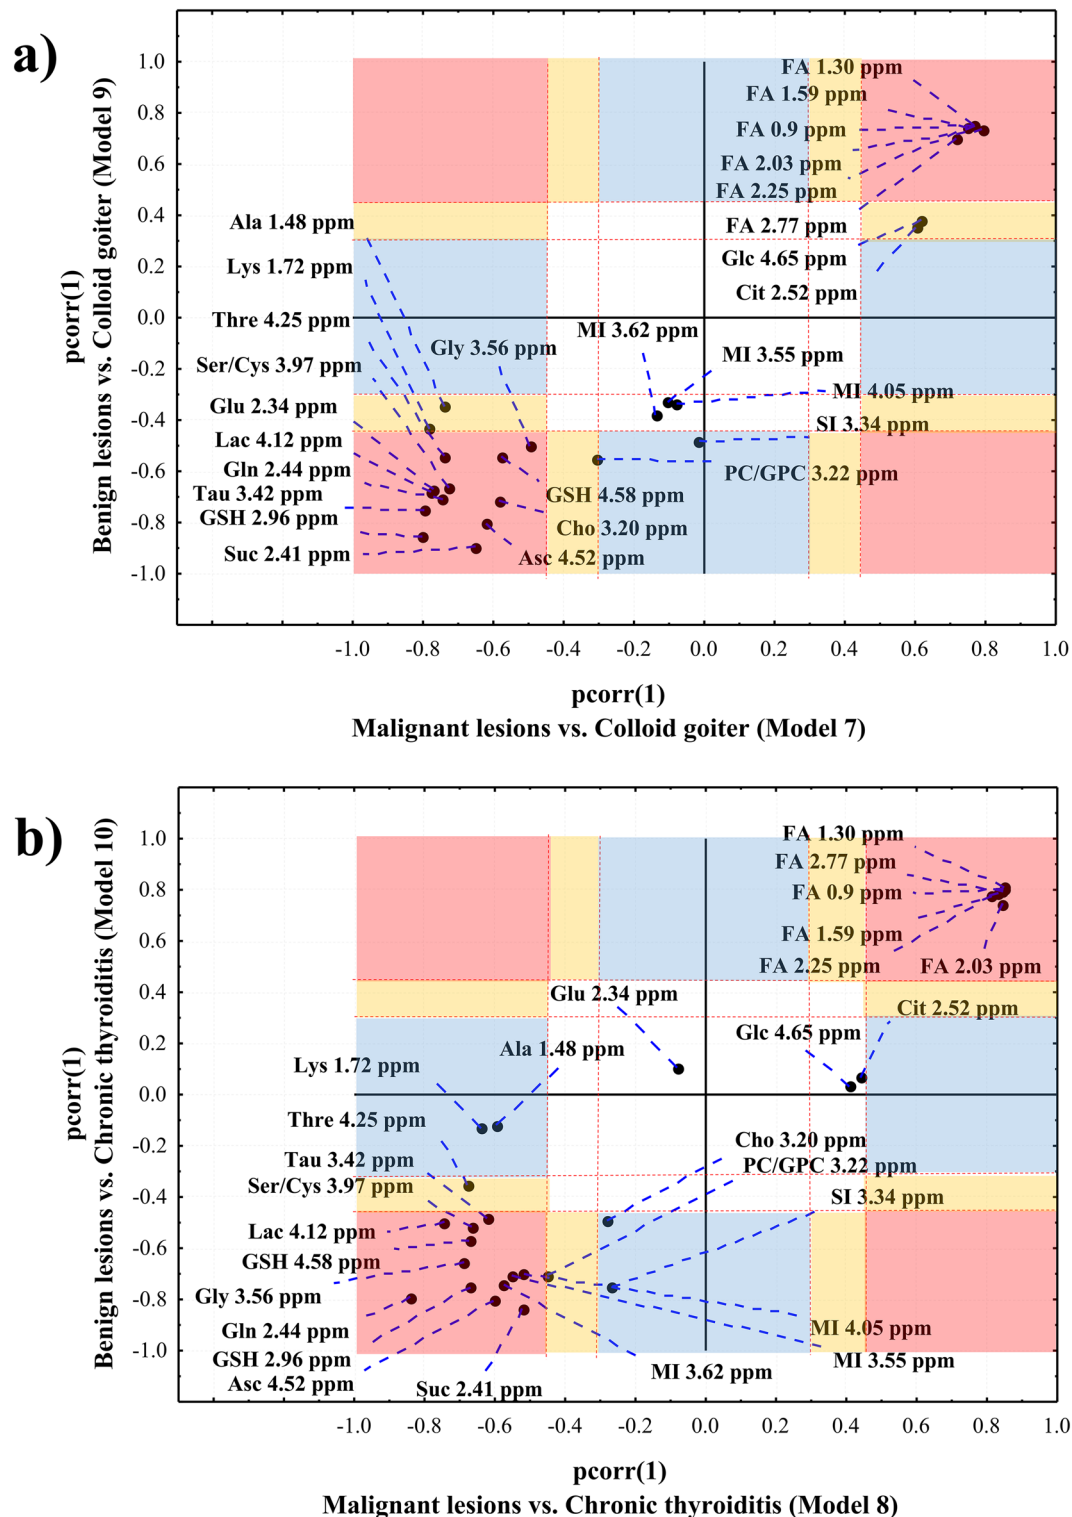 a)
Benign lesions vs. Colloid goiter (Model 9)
pcorr(1)
1.0
0.8
0.6
0.4
0.2
0.0
-0.2
-0.4
-0.6
-0.8
-1.0
FA 1.30 ppm
FA 1.59 ppm
FA 0.9 ppm
FA 2.03 ppm
FA 2.25 ppm
FA 2.77 ppm
Glc 4.65 ppm
Cit 2.52 ppm
Ala 1.48 ppm
Lys 1.72 ppm
Thre 4.25 ppm
Ser/Cys 3.97 ppm
Glu 2.34 ppm
Lac 4.12 ppm
Gln 2.44 ppm
Tau 3.42 ppm
GSH 2.96 ppm
Suc 2.41 ppm
Gly 3.56 ppm
MI 3.62 ppm
MI 3.55 ppm
MI 4.05 ppm
SI 3.34 ppm
PC/GPC 3.22 ppm
GSH 4.58 ppm
Cho 3.20 ppm
Asc 4.52 ppm
-1.0 -0.8 -0.6 -0.4 -0.2 0.0 0.2 0.4 0.6 0.8 1.0
pcorr(1)
Malignant lesions vs. Colloid goiter (Model 7)
b)
Benign lesions vs. Chronic thyroiditis (Model 10)
pcorr(1)
1.0
0.8
0.6
0.4
0.2
0.0
-0.2
-0.4
-0.6
-0.8
-1.0
FA 1.30 ppm
FA 2.77 ppm
FA 0.9 ppm
FA 1.59 ppm
FA 2.25 ppm
FA 2.03 ppm
Glu 2.34 ppm
Cit 2.52 ppm
Glc 4.65 ppm
Ala 1.48 ppm
Lys 1.72 ppm
Thre 4.25 ppm
Tau 3.42 ppm
Ser/Cys 3.97 ppm
Lac 4.12 ppm
GSH 4.58 ppm
Gly 3.56 ppm
Gln 2.44 ppm
GSH 2.96 ppm
Asc 4.52 ppm
Suc 2.41 ppm
Cho 3.20 ppm
PC/GPC 3.22 ppm
SI 3.34 ppm
MI 4.05 ppm
MI 3.55 ppm
MI 3.62 ppm
-1.0 -0.8 -0.6 -0.4 -0.2 0.0 0.2 0.4 0.6 0.8 1.0
pcorr(1)
Malignant lesions vs. Chronic thyroiditis (Model 8)